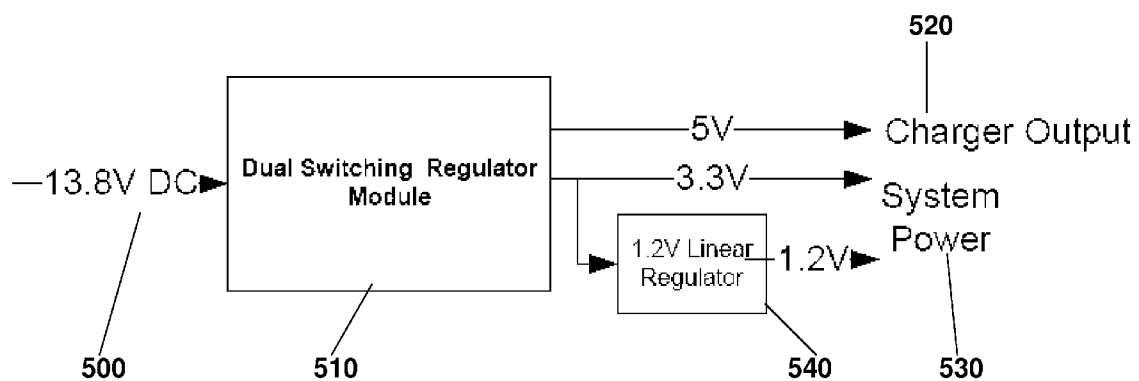 520
5V
Charger Output
13.8V DC
Dual Switching Regulator
Module
3.3V
System
Power
1.2V Linear
Regulator
1.2V
500
510
540
530